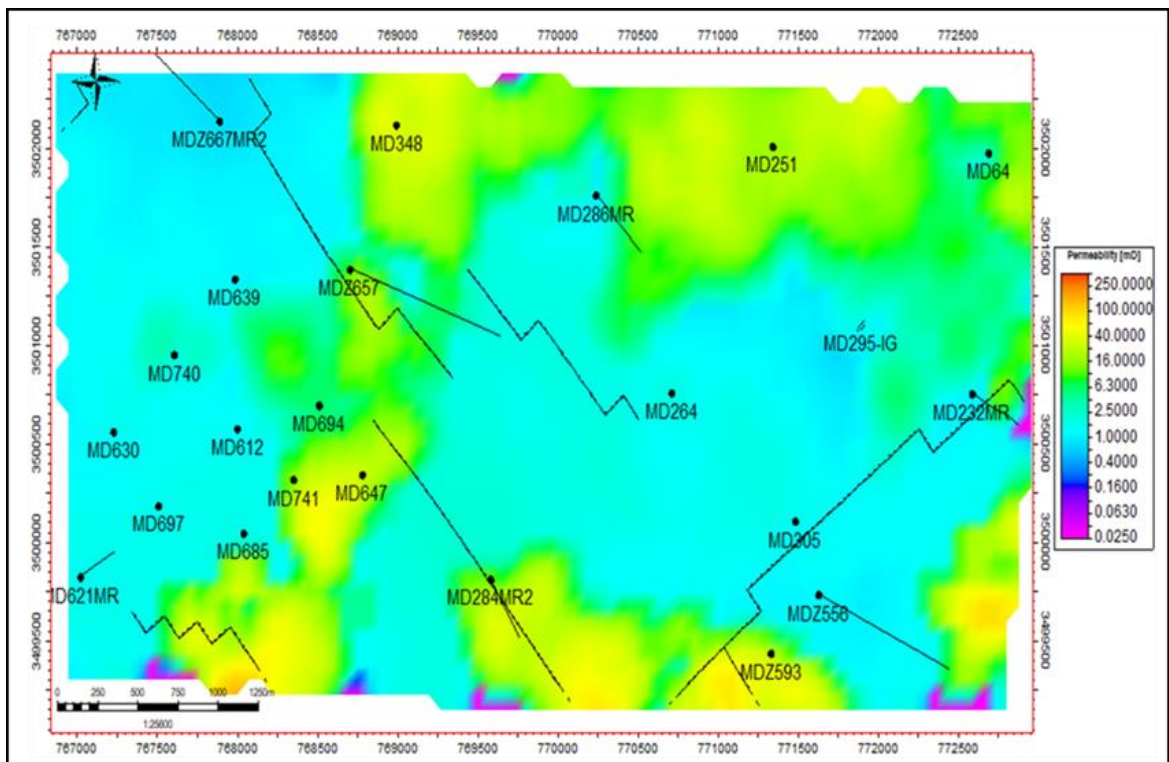 767000 767500 768000 768500 769000 769500 770000 770500 771000 771500 772000 772500
3502000
3501500
3501000
3500500
3500000
3499500
3502000
3501500
3501000
3500500
3500000
3499500
MDZ667MR2
MD348
MD251
MD64
MD286MR
MD639
MDZ657
MD295-IG
MD740
MD264
MD232MR
MD694
MD630
MD612
MD741
MD647
MD697
MD685
MD305
ID621MR
MD284MR2
MDZ556
MDZ593
Permeability [mD]
250.0000
100.0000
40.0000
16.0000
6.3000
2.5000
1.0000
0.4000
0.1600
0.0630
0.0250
0 250 500 750 1000 1250m
1:25600
767000 767500 768000 768500 769000 769500 770000 770500 771000 771500 772000 772500